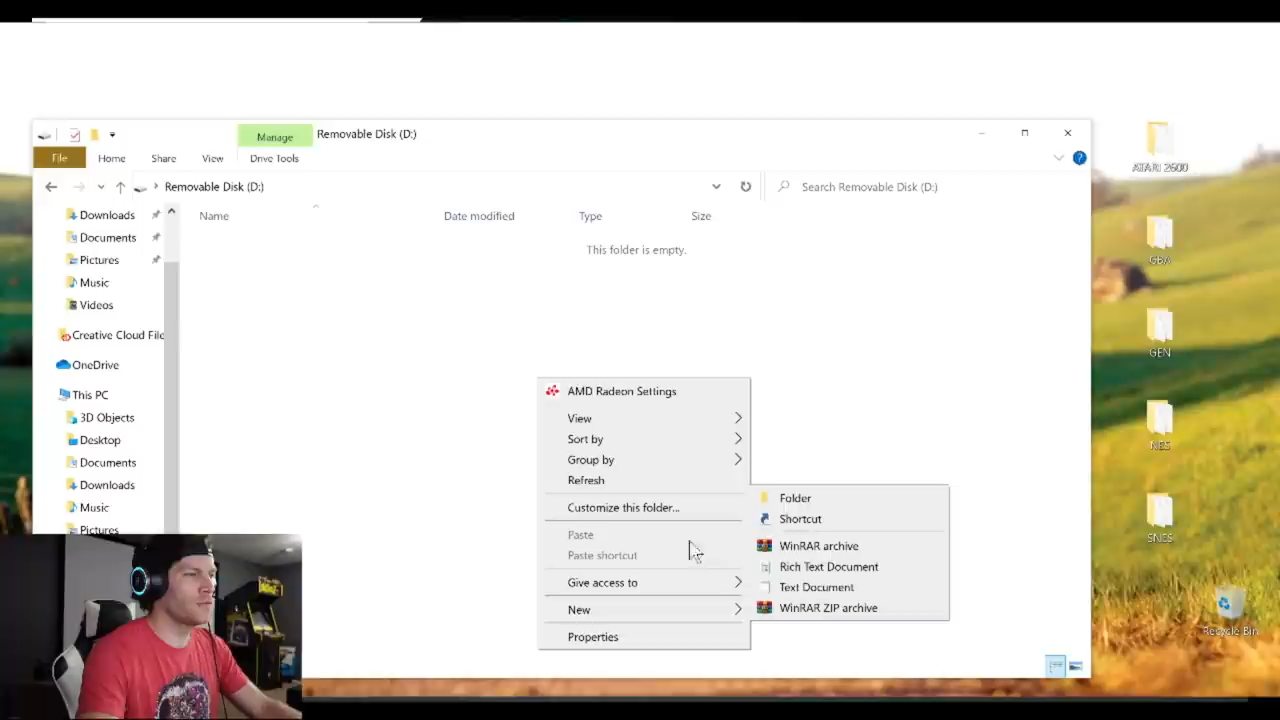 Manage
Removable Disk (D:)
File
Home
Share
View
Drive Tools
Removable Disk (D:)
Search Removable Disk (D:)
Downloads
Documents
Pictures
Music
Videos
Creative Cloud File
OneDrive
This PC
3D Objects
Desktop
Documents
Downloads
Music
Pictures
Name
Date modified
Type
Size
This folder is empty.
AMD Radeon Settings
View
Sort by
Group by
Refresh
Customize this folder...
Paste
Paste shortcut
Give access to
New
Properties
Folder
Shortcut
WinRAR archive
Rich Text Document
Text Document
WinRAR ZIP archive
ATARI 2600
GBA
GEN
NES
SNES
Recycle Bin